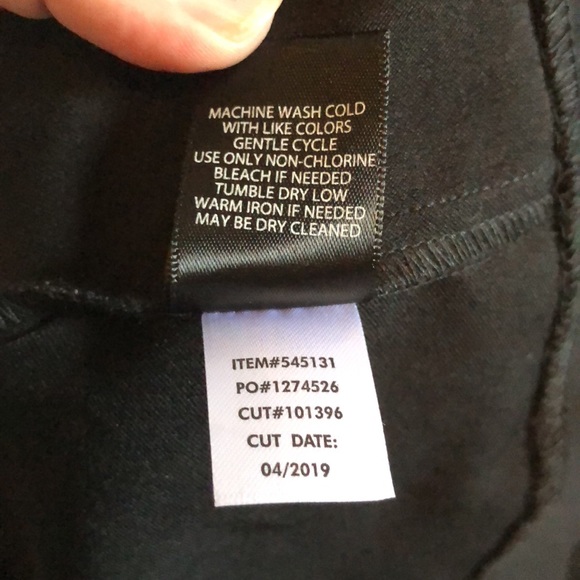 MACHINE WASH COLD
WITH LIKE COLORS
GENTLE CYCLE
USE ONLY NON-CHLORINE
BLEACH IF NEEDED
TUMBLE DRY LOW
WARM IRON IF NEEDED
MAY BE DRY CLEANED
ITEM#545131
PO#1274526
CUT#101396
CUT DATE:
04/2019